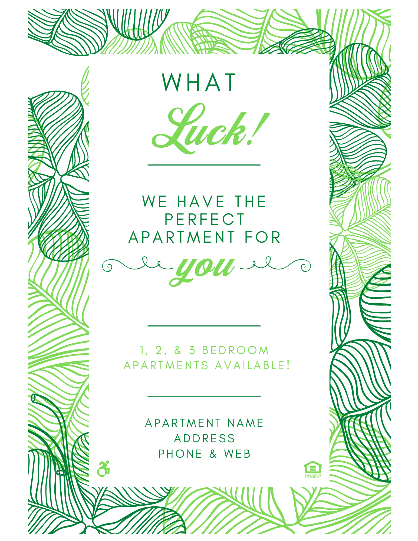 WHAT
Luck!
WE HAVE THE
PERFECT
APARTMENT FOR
you
1, 2, & 3 BEDROOM
APARTMENTS AVAILABLE!
APARTMENT NAME
ADDRESS
PHONE & WEB